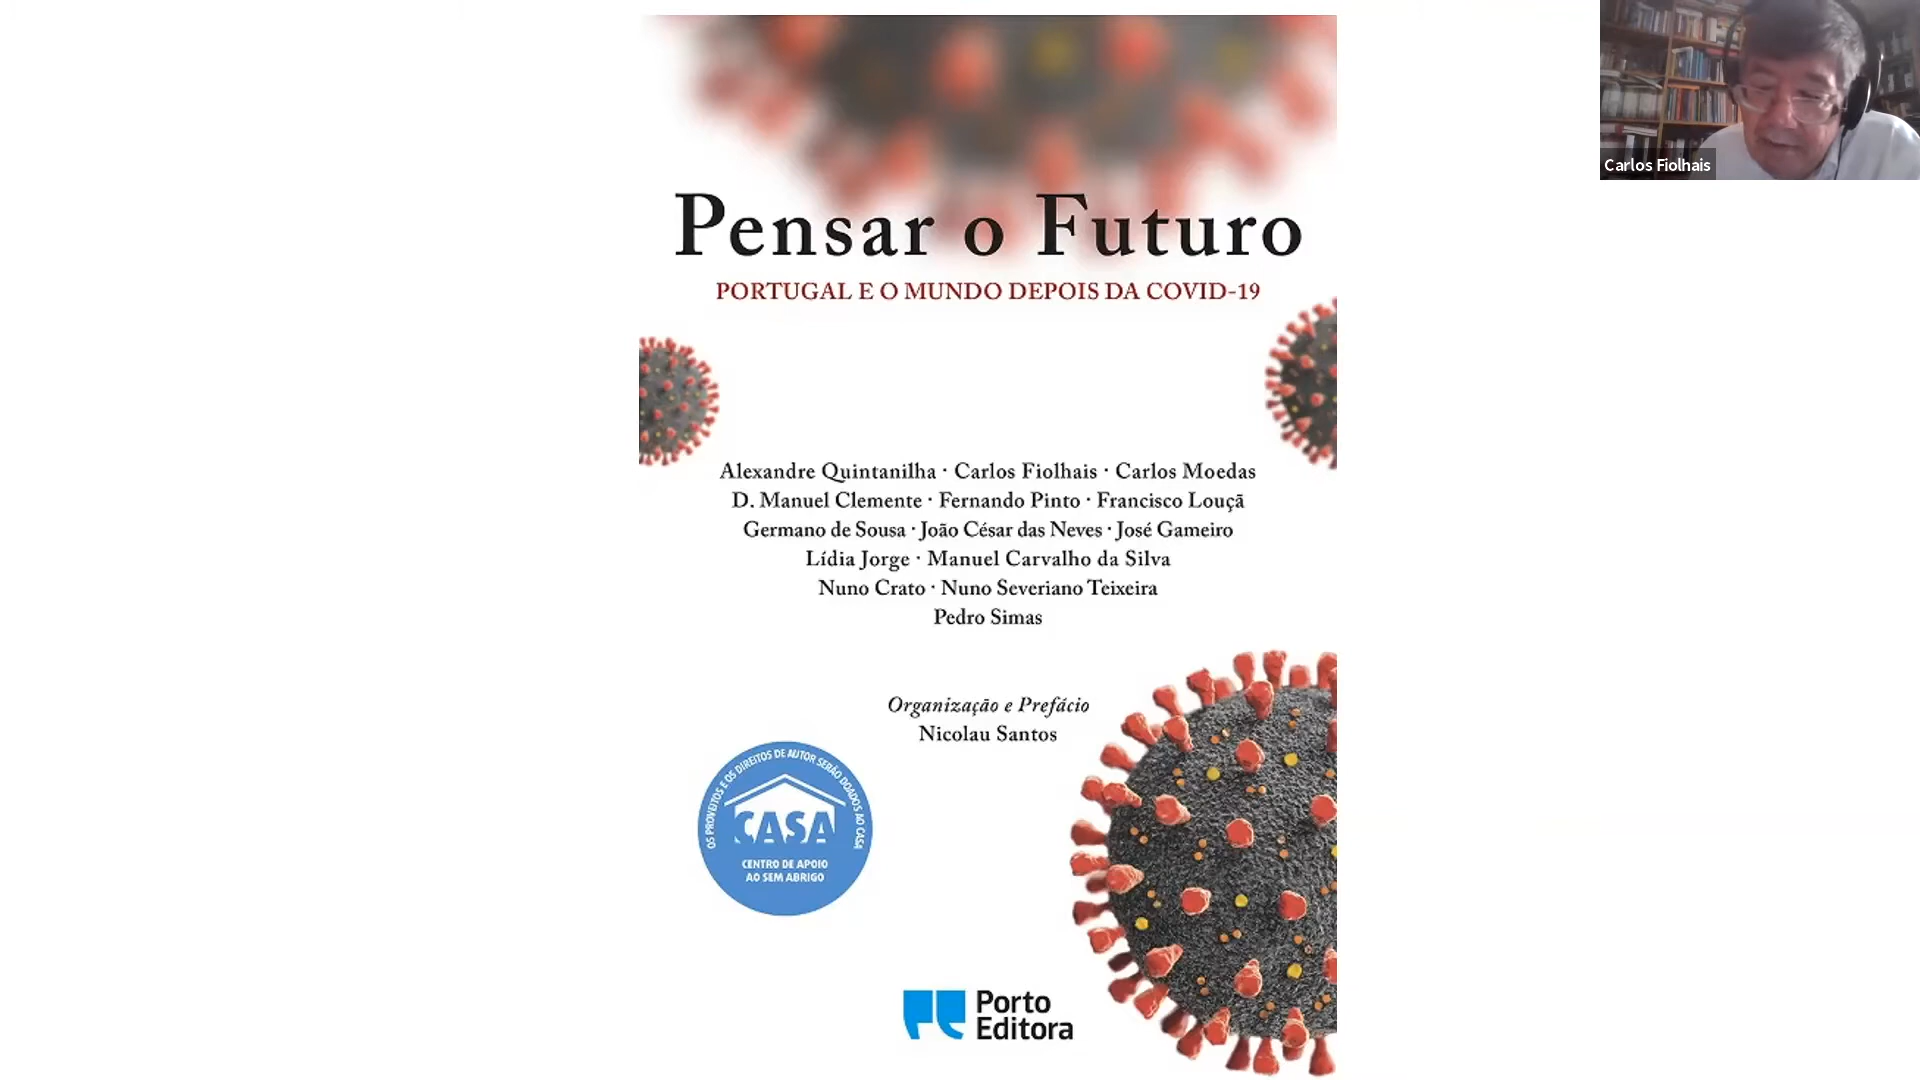 Pensar o Futuro
PORTUGAL E O MUNDO DEPOIS DA COVID-19
Alexandre Quintanilha · Carlos Fiolhais · Carlos Moedas
D. Manuel Clemente · Fernando Pinto · Francisco Louçã
Germano de Sousa · João César das Neves · José Gameiro
Lídia Jorge · Manuel Carvalho da Silva
Nuno Crato · Nuno Severiano Teixeira
Pedro Simas
Organização e Prefácio
Nicolau Santos
OS PROVEITOS E OS DIREITOS DE AUTOR SERÃO DOADOS AO CASA
CASA
CENTRO DE APOIO
AO SEM ABRIGO
Porto
Editora
Carlos Fiolhais